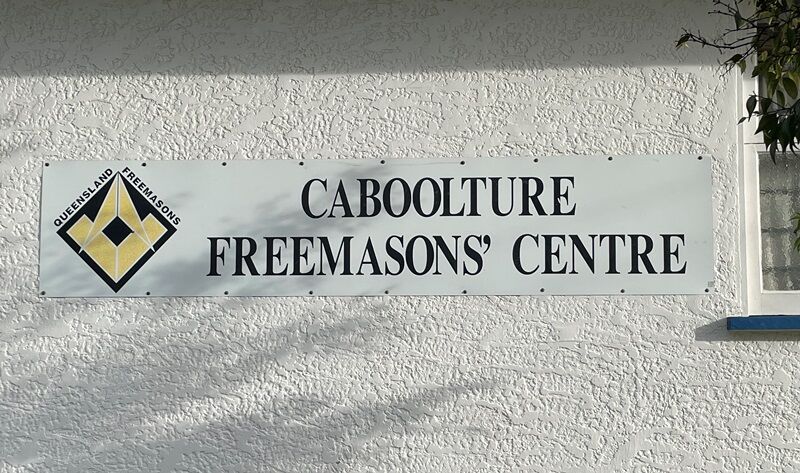 QUEENSLAND FREEMASONS
CABOOLTURE
FREEMASONS' CENTRE